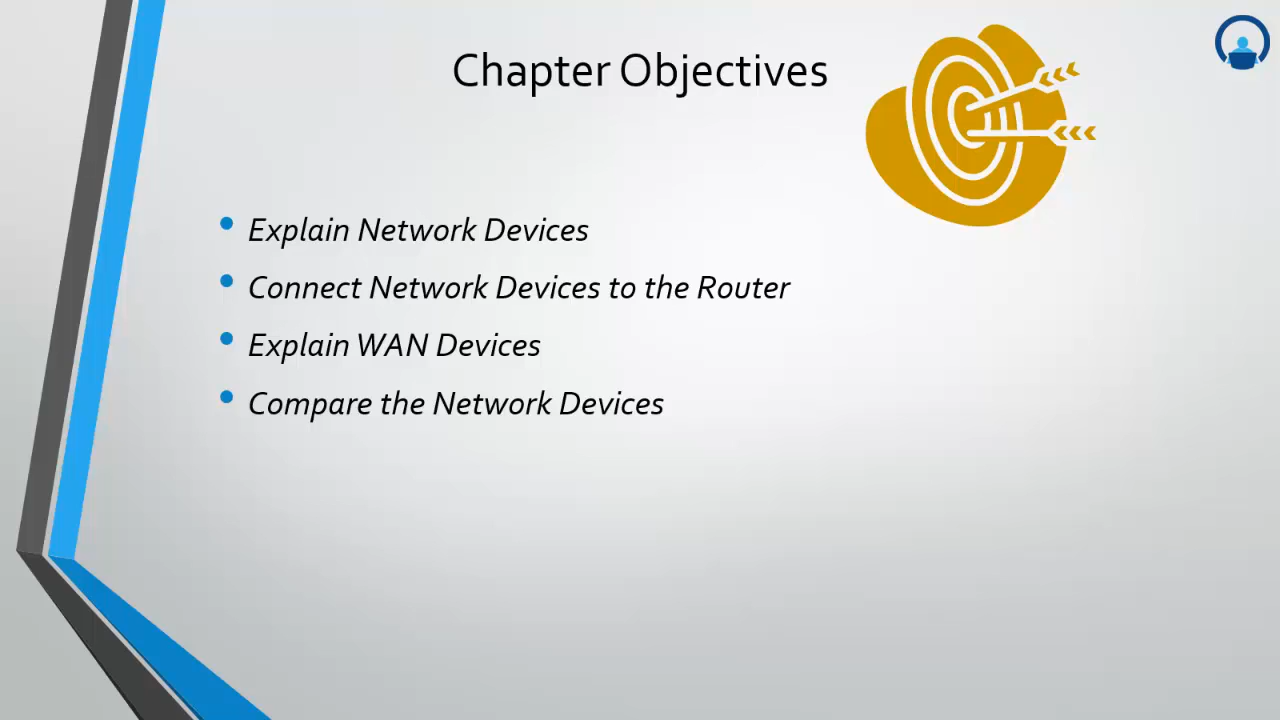 Chapter Objectives
• Explain Network Devices
• Connect Network Devices to the Router
• Explain WAN Devices
• Compare the Network Devices